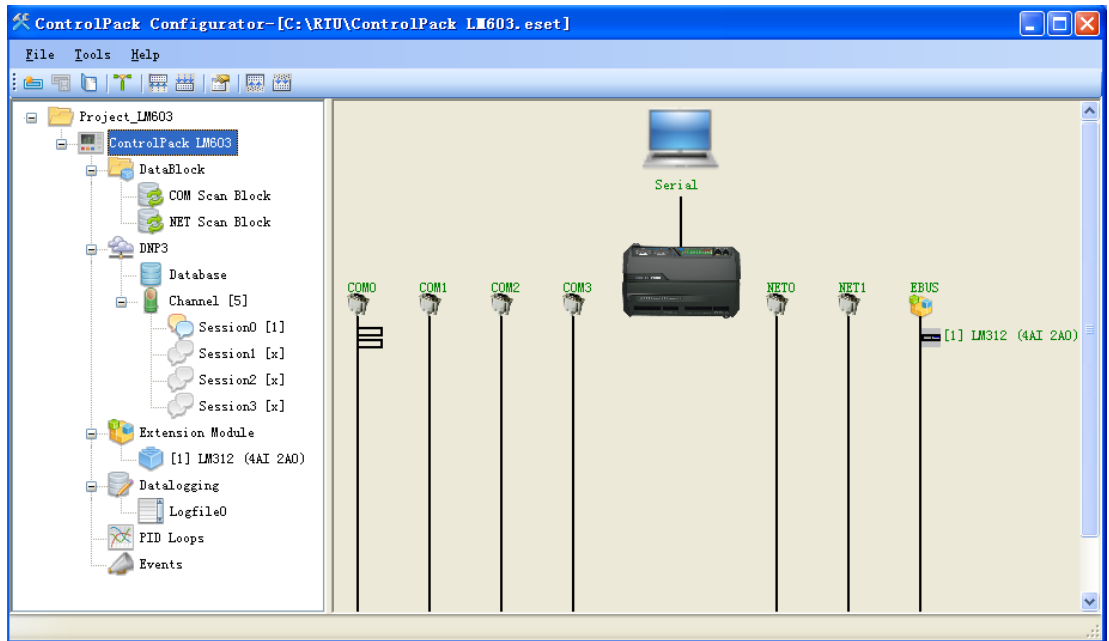 ControlPack Configurator-[C:\RTU\ControlPack LM603.eset]
File Tools Help
Project_LM603
ControlPack LM603
DataBlock
COM Scan Block
NET Scan Block
DNP3
Database
Channel [5]
Session0 [1]
Session1 [x]
Session2 [x]
Session3 [x]
Extension Module
[1] LM312 (4AI 2AO)
Datalogging
Logfile0
PID Loops
Events
Serial
COM0 COM1 COM2 COM3 NET0 NET1 EBUS
[1] LM312 (4AI 2AO)